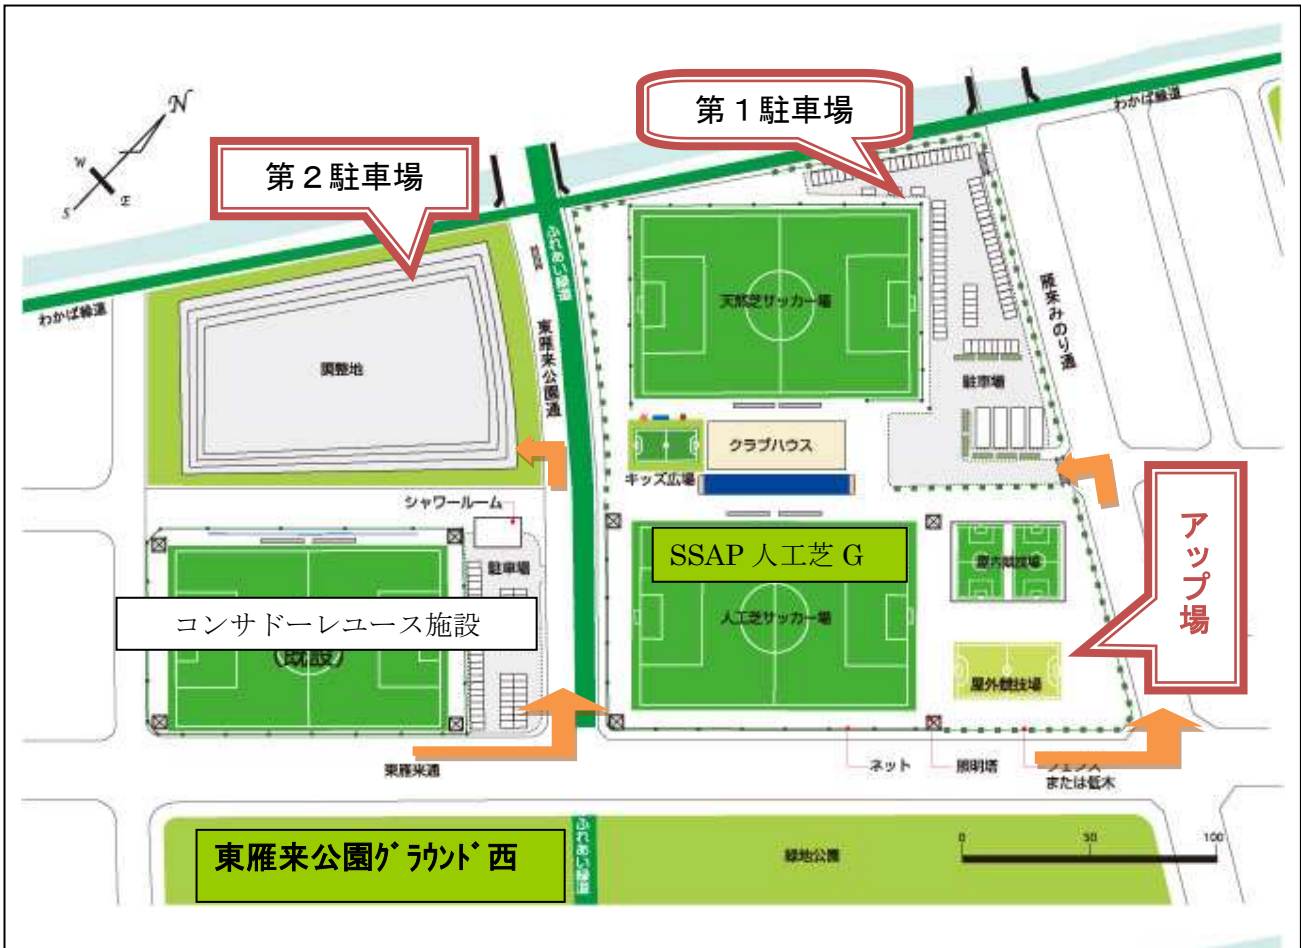 N
W
E
S
第１駐車場
第２駐車場
わかば緑道
わかば緑道
ふれあい緑道
東雁来公園通
雁来みのり通
天然芝サッカー場
調整地
駐車場
クラブハウス
キッズ広場
シャワールーム
駐車場
SSAP 人工芝 G
人工芝サッカー場
屋内競技場
アップ場
コンサドーレユース施設
(既設)
屋外競技場
東雁来通
ネット
照明塔
フェンス
または低木
東雁来公園ｸﾞﾗｳﾝﾄﾞ西
ふれあい緑道
緑地公園
0
50
100